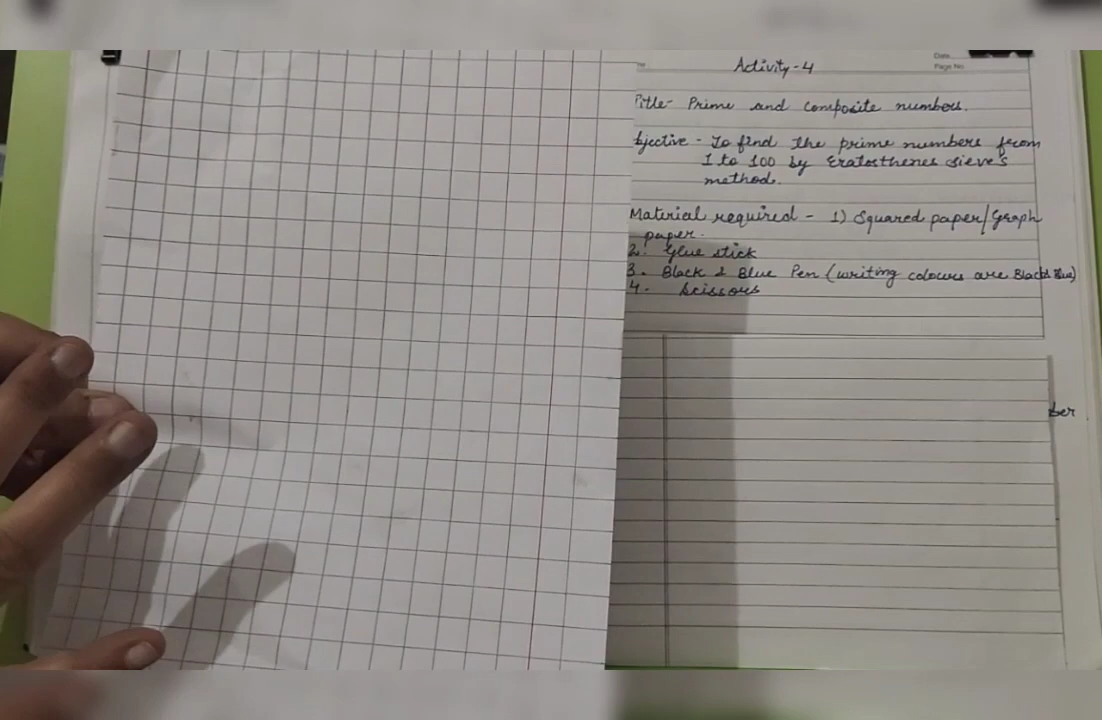 Date
Page No
Activity-4
Title- Prime and composite numbers.
bjective - To find the prime numbers from
1 to 100 by Eratosthenes sieve's
method.
Material required - 1) Squared paper/Graph
paper.
2. Glue stick
3. Black & Blue Pen (writing colours are Black & Blue)
4. Scissors
ber